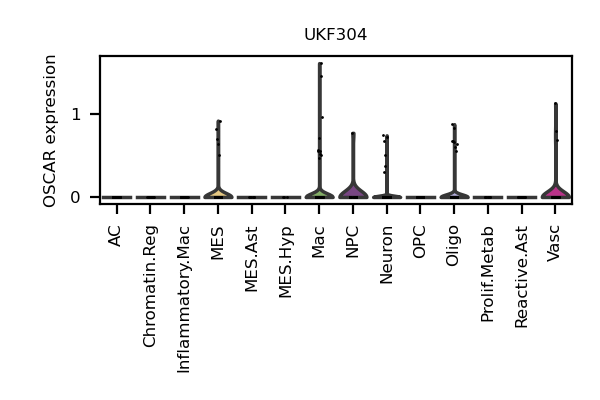 UKF304
OSCAR expression
1
0
AC
Chromatin.Reg
Inflammatory.Mac
MES
MES.Ast
MES.Hyp
Mac
NPC
Neuron
OPC
Oligo
Prolif.Metab
Reactive.Ast
Vasc